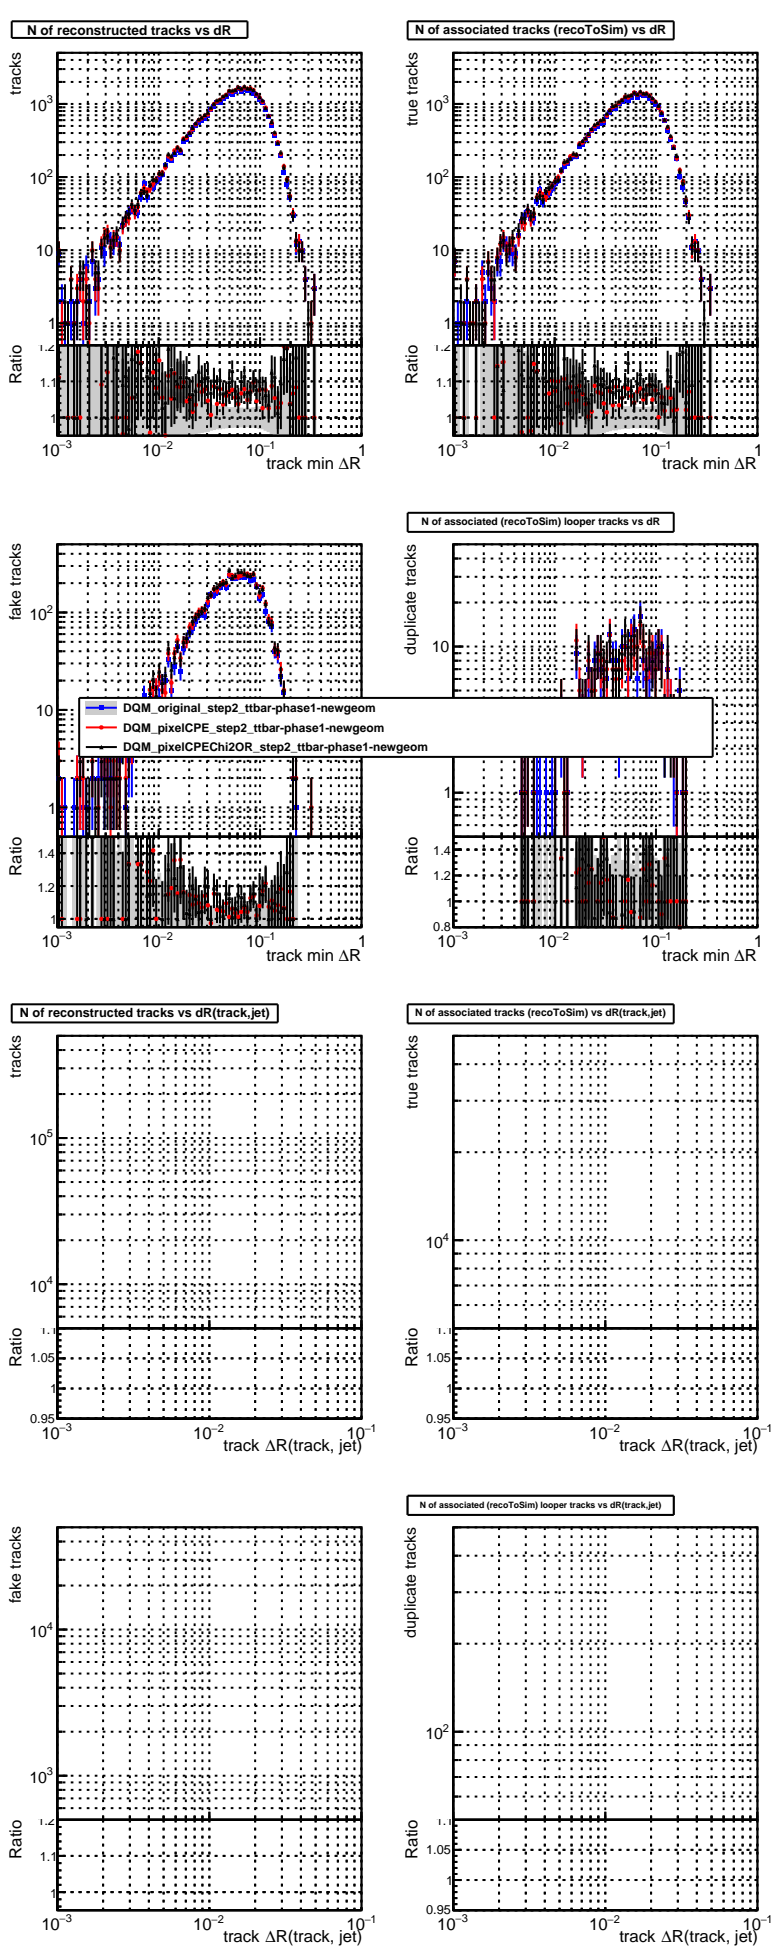 N of reconstructed tracks vs dR
tracks
10³
10²
10
1
Ratio
1.2
1.1
1
10⁻³
10⁻²
10⁻¹
1
track min ΔR
N of associated tracks (recoToSim) vs dR
true tracks
10³
10²
10
1
Ratio
1.2
1.1
1
10⁻³
10⁻²
10⁻¹
1
track min ΔR
fake tracks
10²
10
1
Ratio
1.4
1.2
1
10⁻³
10⁻²
10⁻¹
1
track min ΔR
N of associated (recoToSim) looper tracks vs dR
duplicate tracks
10
1
Ratio
1.4
1.2
1
0.8
10⁻³
10⁻²
10⁻¹
1
track min ΔR
DQM_original_step2_ttbar-phase1-newgeom
DQM_pixelCPE_step2_ttbar-phase1-newgeom
DQM_pixelCPEChi2OR_step2_ttbar-phase1-newgeom
N of reconstructed tracks vs dR(track,jet)
tracks
10⁵
10⁴
Ratio
1.1
1.05
1
0.95
10⁻³
10⁻²
10⁻¹
track ΔR(track, jet)
N of associated tracks (recoToSim) vs dR(track,jet)
true tracks
10⁴
Ratio
1.1
1.05
1
0.95
10⁻³
10⁻²
10⁻¹
track ΔR(track, jet)
fake tracks
10⁴
10³
Ratio
1.2
1.1
1
10⁻³
10⁻²
10⁻¹
track ΔR(track, jet)
N of associated (recoToSim) looper tracks vs dR(track,jet)
duplicate tracks
10²
Ratio
1.1
1.05
1
0.95
10⁻³
10⁻²
10⁻¹
track ΔR(track, jet)